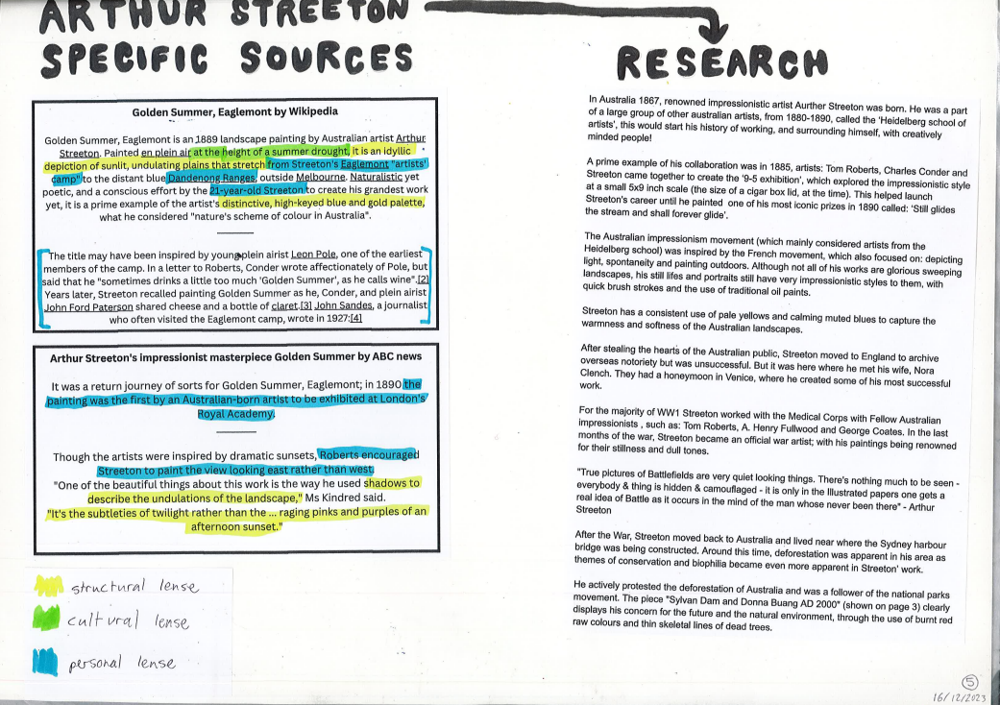 ARTHUR STREETON
SPECIFIC SOURCES
Golden Summer, Eaglemont by Wikipedia
Golden Summer, Eaglemont is an 1889 landscape painting by Australian artist Arthur
Streeton. Painted en plein air at the height of a summer drought, it is an idyllic
depiction of sunlit, undulating plains that stretch from Streeton's Eaglemont "artists'
camp" to the distant blue Dandenong Ranges, outside Melbourne. Naturalistic yet
poetic, and a conscious effort by the 21-year-old Streeton to create his grandest work
yet, it is a prime example of the artist's distinctive, high-keyed blue and gold palette,
what he considered "nature's scheme of colour in Australia".
The title may have been inspired by young plein airist Leon Pole, one of the earliest
members of the camp. In a letter to Roberts, Conder wrote affectionately of Pole, but
said that he "sometimes drinks a little too much 'Golden Summer', as he calls wine".[2]
Years later, Streeton recalled painting Golden Summer as he, Conder, and plein airist
John Ford Paterson shared cheese and a bottle of claret.[3] John Sandes, a journalist
who often visited the Eaglemont camp, wrote in 1927:[4]
Arthur Streeton's impressionist masterpiece Golden Summer by ABC news
It was a return journey of sorts for Golden Summer, Eaglemont; in 1890 the
painting was the first by an Australian-born artist to be exhibited at London's
Royal Academy.
Though the artists were inspired by dramatic sunsets, Roberts encouraged
Streeton to paint the view looking east rather than west.
"One of the beautiful things about this work is the way he used shadows to
describe the undulations of the landscape," Ms Kindred said.
"It's the subtleties of twilight rather than the ... raging pinks and purples of an
afternoon sunset."
structural lense
cultural lense
personal lense
RESEARCH
In Australia 1867, renowned impressionistic artist Aurther Streeton was born. He was a part
of a large group of other australian artists, from 1880-1890, called the 'Heidelberg school of
artists', this would start his history of working, and surrounding himself, with creatively
minded people!
A prime example of his collaboration was in 1885, artists: Tom Roberts, Charles Conder and
Streeton came together to create the '9-5 exhibition', which explored the impressionistic style
at a small 5x9 inch scale (the size of a cigar box lid, at the time). This helped launch
Streeton's career until he painted one of his most iconic prizes in 1890 called: 'Still glides
the stream and shall forever glide'.
The Australian impressionism movement (which mainly considered artists from the
Heidelberg school) was inspired by the French movement, which also focused on: depicting
light, spontaneity and painting outdoors. Although not all of his works are glorious sweeping
landscapes, his still lifes and portraits still have very impressionistic styles to them, with
quick brush strokes and the use of traditional oil paints.
Streeton has a consistent use of pale yellows and calming muted blues to capture the
warmness and softness of the Australian landscapes.
After stealing the hearts of the Australian public, Streeton moved to England to archive
overseas notoriety but was unsuccessful. But it was here where he met his wife, Nora
Clench. They had a honeymoon in Venice, where he created some of his most successful
work.
For the majority of WW1 Streeton worked with the Medical Corps with Fellow Australian
impressionists , such as: Tom Roberts, A. Henry Fullwood and George Coates. In the last
months of the war, Streeton became an official war artist; with his paintings being renowned
for their stillness and dull tones.
"True pictures of Battlefields are very quiet looking things. There's nothing much to be seen -
everybody & thing is hidden & camouflaged - it is only in the Illustrated papers one gets a
real idea of Battle as it occurs in the mind of the man whose never been there" - Arthur
Streeton
After the War, Streeton moved back to Australia and lived near where the Sydney harbour
bridge was being constructed. Around this time, deforestation was apparent in his area as
themes of conservation and biophilia became even more apparent in Streeton' work.
He actively protested the deforestation of Australia and was a follower of the national parks
movement. The piece "Sylvan Dam and Donna Buang AD 2000" (shown on page 3) clearly
displays his concern for the future and the natural environment, through the use of burnt red
raw colours and thin skeletal lines of dead trees.
5
16/12/2023